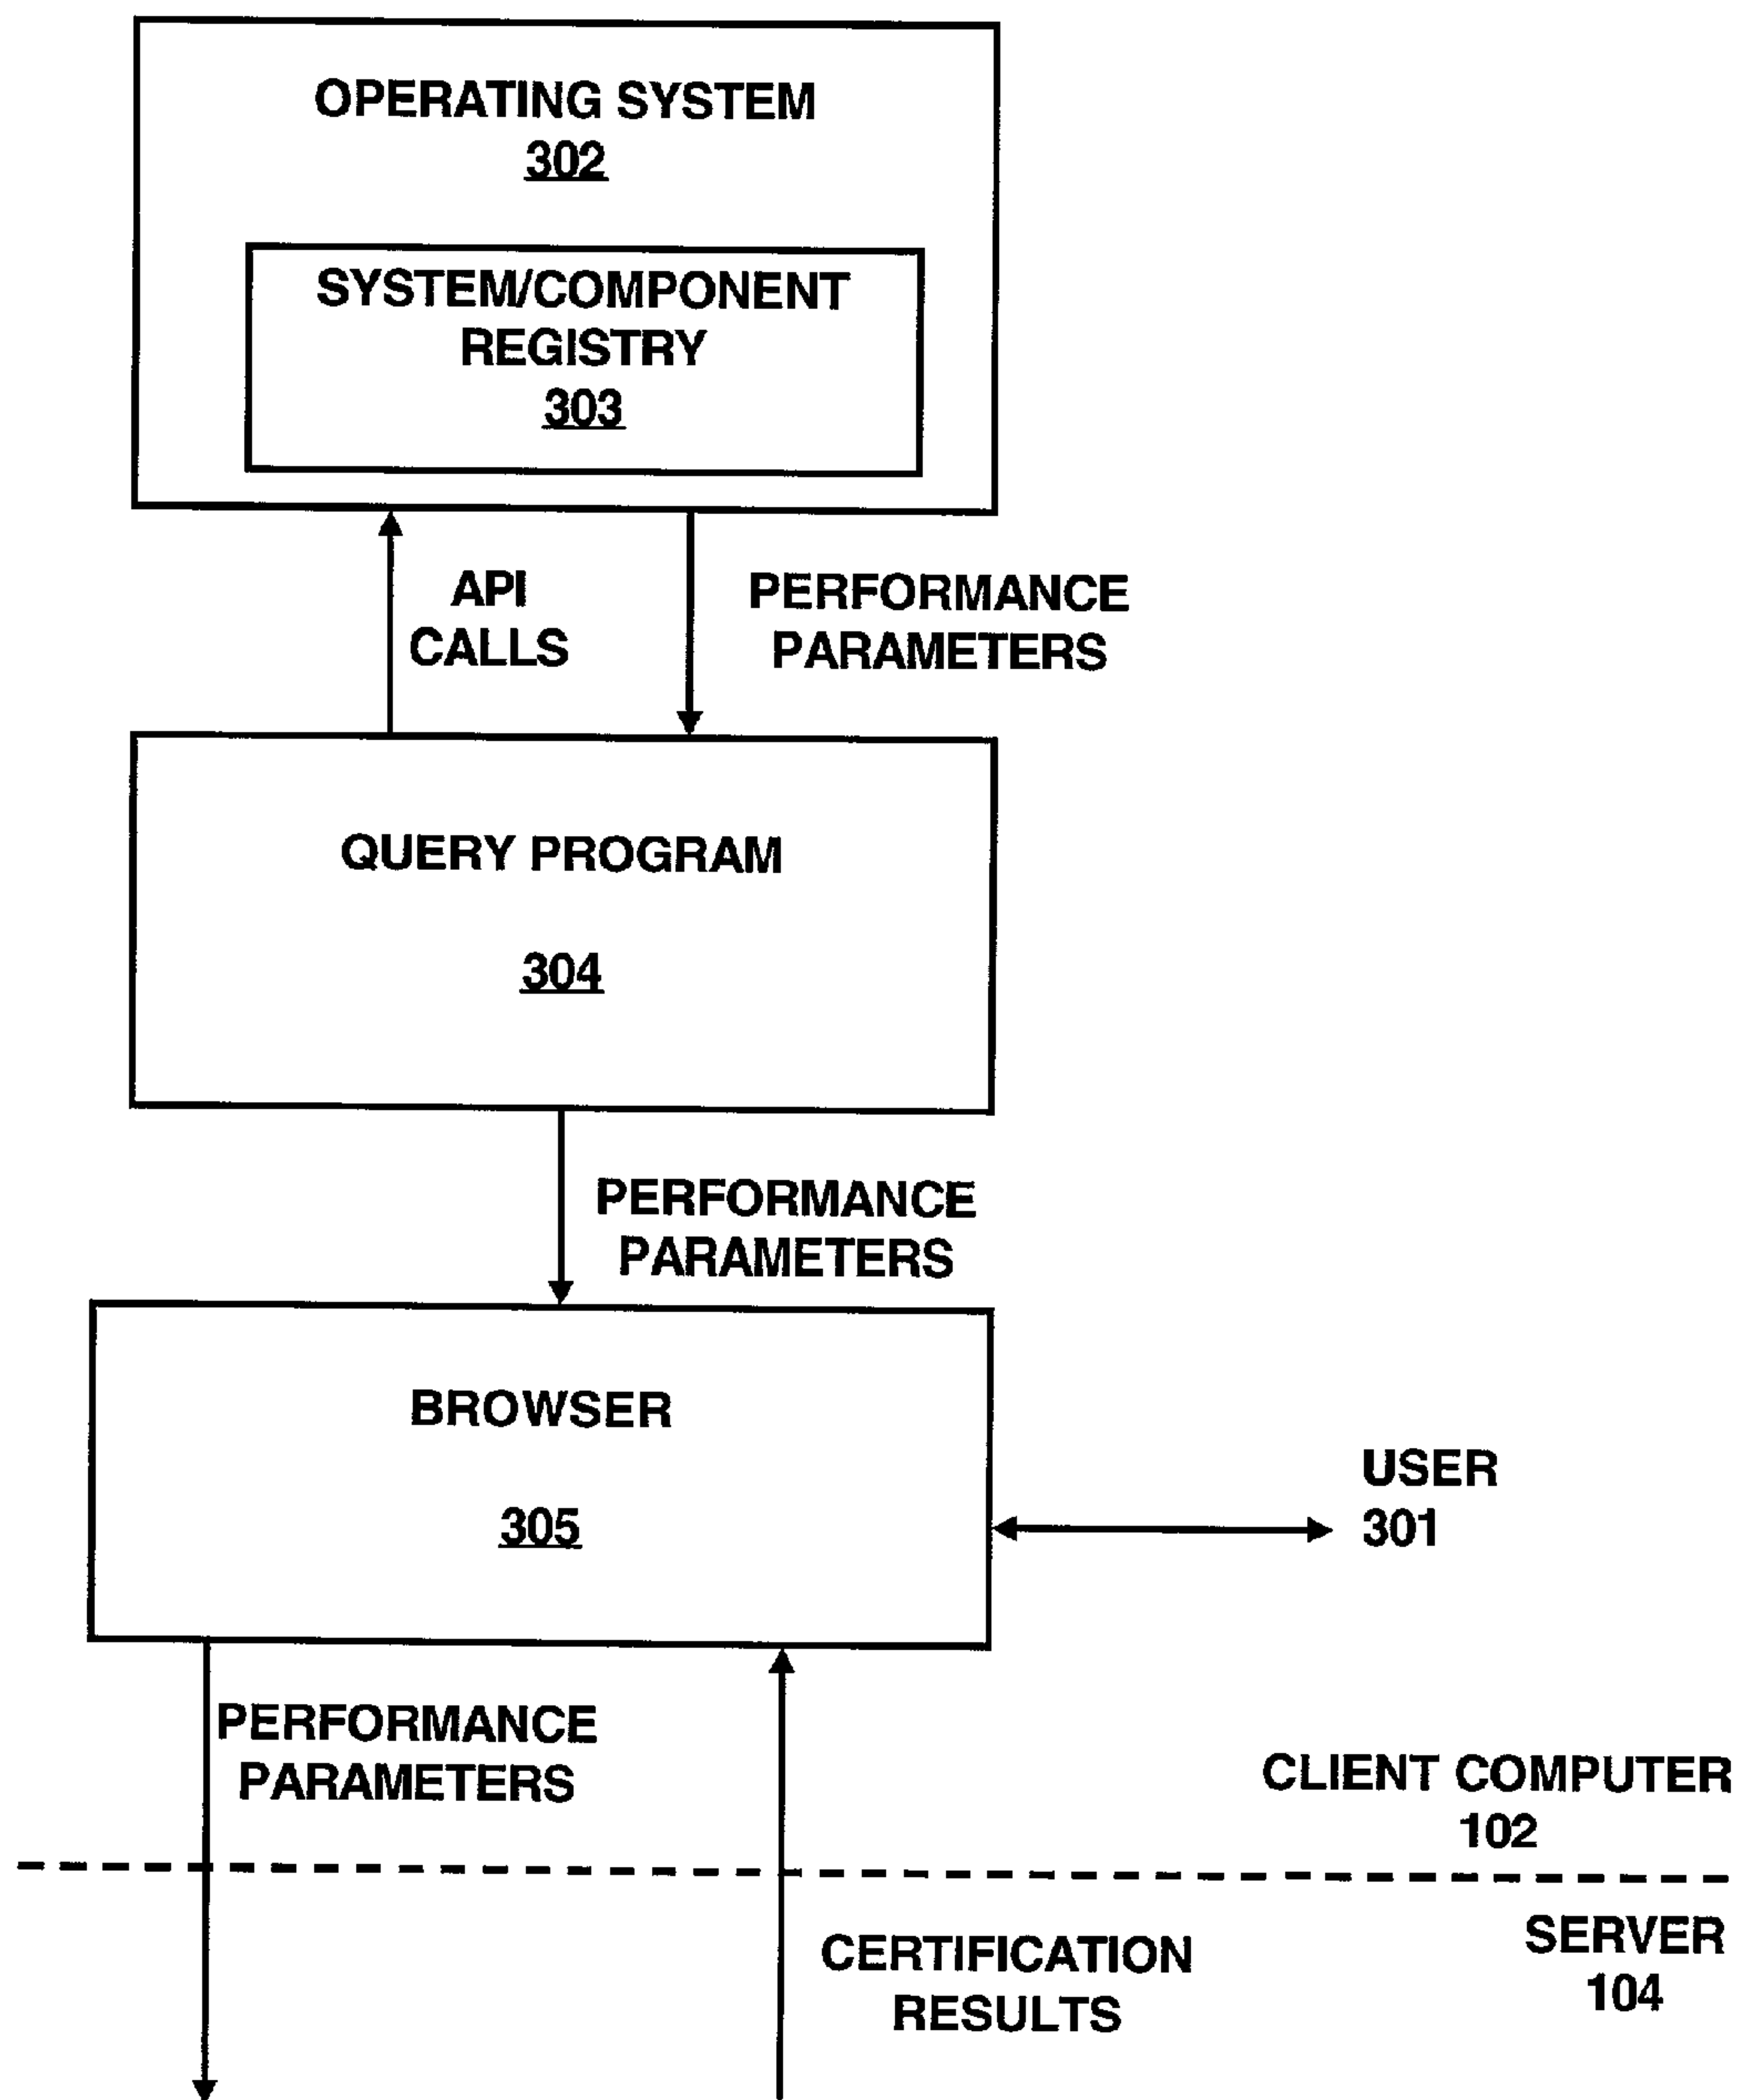 OPERATING SYSTEM
302
SYSTEM/COMPONENT
REGISTRY
303
API
CALLS
PERFORMANCE
PARAMETERS
QUERY PROGRAM
304
PERFORMANCE
PARAMETERS
BROWSER
305
USER
301
PERFORMANCE
PARAMETERS
CLIENT COMPUTER
102
SERVER
104
CERTIFICATION
RESULTS